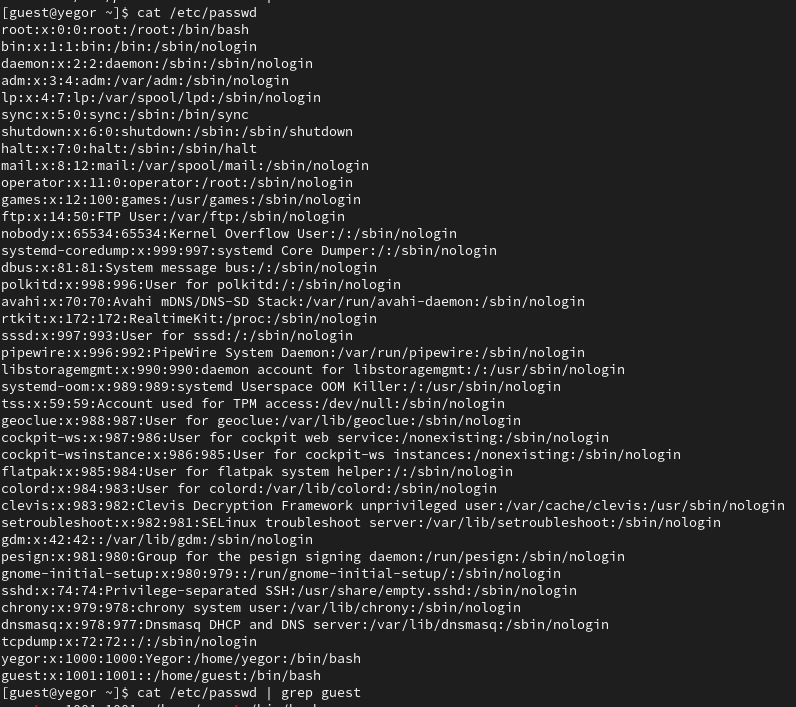 [guest@yegor ~]$ cat /etc/passwd
root:x:0:0:root:/root:/bin/bash
bin:x:1:1:bin:/bin:/sbin/nologin
daemon:x:2:2:daemon:/sbin:/sbin/nologin
adm:x:3:4:adm:/var/adm:/sbin/nologin
lp:x:4:7:lp:/var/spool/lpd:/sbin/nologin
sync:x:5:0:sync:/sbin:/bin/sync
shutdown:x:6:0:shutdown:/sbin:/sbin/shutdown
halt:x:7:0:halt:/sbin:/sbin/halt
mail:x:8:12:mail:/var/spool/mail:/sbin/nologin
operator:x:11:0:operator:/root:/sbin/nologin
games:x:12:100:games:/usr/games:/sbin/nologin
ftp:x:14:50:FTP User:/var/ftp:/sbin/nologin
nobody:x:65534:65534:Kernel Overflow User:/:/sbin/nologin
systemd-coredump:x:999:997:systemd Core Dumper:/:/sbin/nologin
dbus:x:81:81:System message bus:/:/sbin/nologin
polkitd:x:998:996:User for polkitd:/:/sbin/nologin
avahi:x:70:70:Avahi mDNS/DNS-SD Stack:/var/run/avahi-daemon:/sbin/nologin
rtkit:x:172:172:RealtimeKit:/proc:/sbin/nologin
sssd:x:997:993:User for sssd:/:/sbin/nologin
pipewire:x:996:992:PipeWire System Daemon:/var/run/pipewire:/sbin/nologin
libstoragemgmt:x:990:990:daemon account for libstoragemgmt:/:/usr/sbin/nologin
systemd-oom:x:989:989:systemd Userspace OOM Killer:/:/usr/sbin/nologin
tss:x:59:59:Account used for TPM access:/dev/null:/sbin/nologin
geoclue:x:988:987:User for geoclue:/var/lib/geoclue:/sbin/nologin
cockpit-ws:x:987:986:User for cockpit web service:/nonexisting:/sbin/nologin
cockpit-wsinstance:x:986:985:User for cockpit-ws instances:/nonexisting:/sbin/nologin
flatpak:x:985:984:User for flatpak system helper:/:/sbin/nologin
colord:x:984:983:User for colord:/var/lib/colord:/sbin/nologin
clevis:x:983:982:Clevis Decryption Framework unprivileged user:/var/cache/clevis:/usr/sbin/nologin
setroubleshoot:x:982:981:SELinux troubleshoot server:/var/lib/setroubleshoot:/sbin/nologin
gdm:x:42:42::/var/lib/gdm:/sbin/nologin
pesign:x:981:980:Group for the pesign signing daemon:/run/pesign:/sbin/nologin
gnome-initial-setup:x:980:979::/run/gnome-initial-setup/:/sbin/nologin
sshd:x:74:74:Privilege-separated SSH:/usr/share/empty.sshd:/sbin/nologin
chrony:x:979:978:chrony system user:/var/lib/chrony:/sbin/nologin
dnsmasq:x:978:977:Dnsmasq DHCP and DNS server:/var/lib/dnsmasq:/sbin/nologin
tcpdump:x:72:72::/:/sbin/nologin
yegor:x:1000:1000:Yegor:/home/yegor:/bin/bash
guest:x:1001:1001::/home/guest:/bin/bash
[guest@yegor ~]$ cat /etc/passwd | grep guest